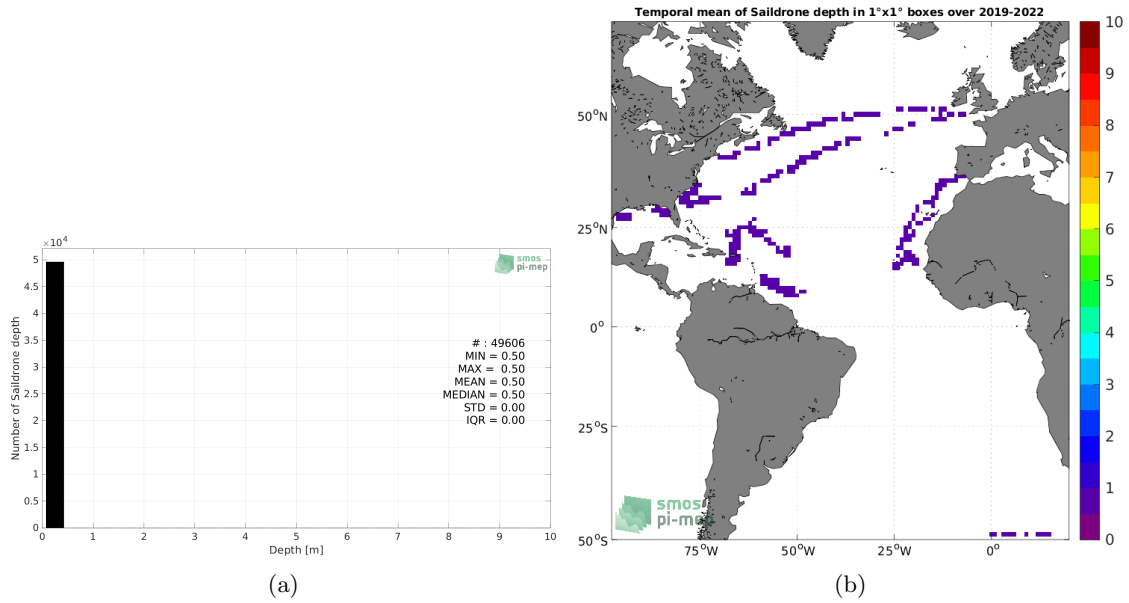 ×10⁴
5
4.5
4
3.5
3
2.5
2
1.5
1
0.5
0
Number of Saildrone depth
smos
pi-mep
# : 49606
MIN = 0.50
MAX = 0.50
MEAN = 0.50
MEDIAN = 0.50
STD = 0.00
IQR = 0.00
0 1 2 3 4 5 6 7 8 9 10
Depth [m]
(a)
Temporal mean of Saildrone depth in 1°x1° boxes over 2019-2022
50°N
25°N
0°
25°S
50°S
75°W 50°W 25°W 0°
smos
pi-mep
10
9
8
7
6
5
4
3
2
1
0
(b)